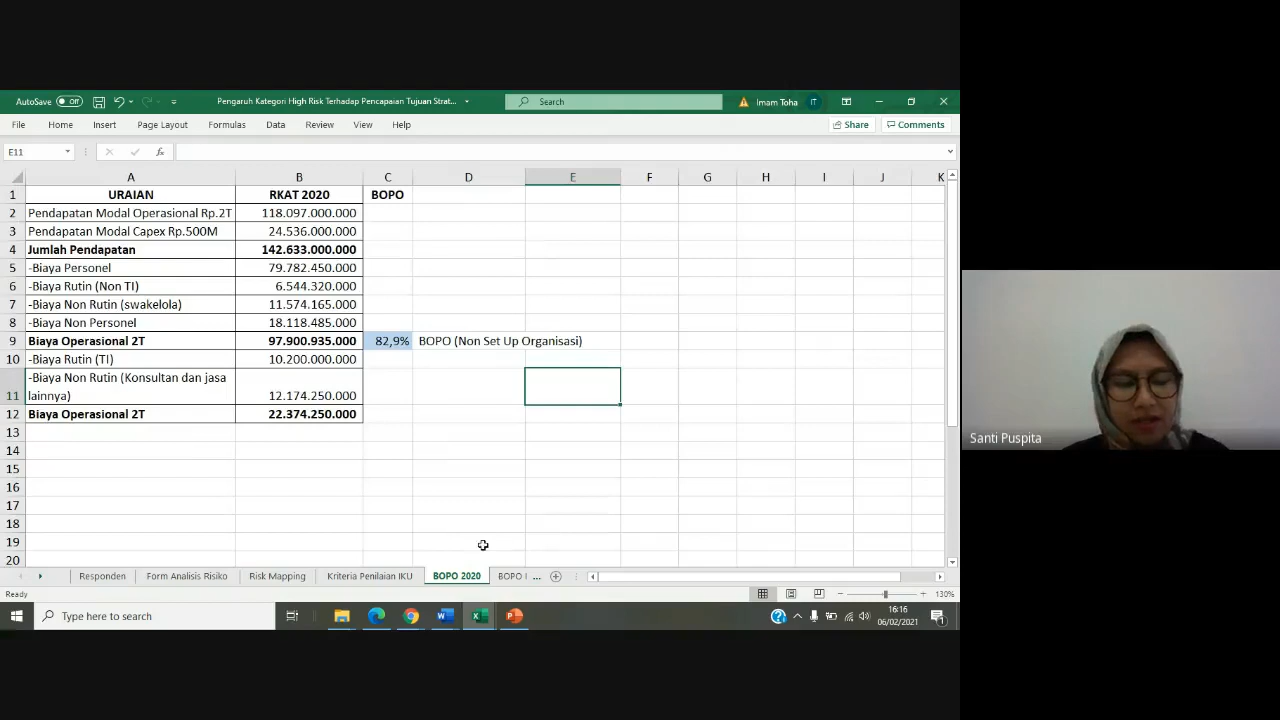 AutoSave Off
Pengaruh Kategori High Risk Terhadap Pencapaian Tujuan Strat...
Search
Imam Toha IT
File Home Insert Page Layout Formulas Data Review View Help
Share Comments
E11 fx
A B C D E F G H I J K
1 URAIAN RKAT 2020 BOPO
2 Pendapatan Modal Operasional Rp.2T 118.097.000.000
3 Pendapatan Modal Capex Rp.500M 24.536.000.000
4 Jumlah Pendapatan 142.633.000.000
5 -Biaya Personel 79.782.450.000
6 -Biaya Rutin (Non TI) 6.544.320.000
7 -Biaya Non Rutin (swakelola) 11.574.165.000
8 -Biaya Non Personel 18.118.485.000
9 Biaya Operasional 2T 97.900.935.000 82,9% BOPO (Non Set Up Organisasi)
10 -Biaya Rutin (TI) 10.200.000.000
-Biaya Non Rutin (Konsultan dan jasa
11 lainnya) 12.174.250.000
12 Biaya Operasional 2T 22.374.250.000
13
14
15
16
17
18
19
20
Responden Form Analisis Risiko Risk Mapping Kriteria Penilaian IKU BOPO 2020 BOPO I ...
Ready 130%
Type here to search
16:16
06/02/2021
Santi Puspita